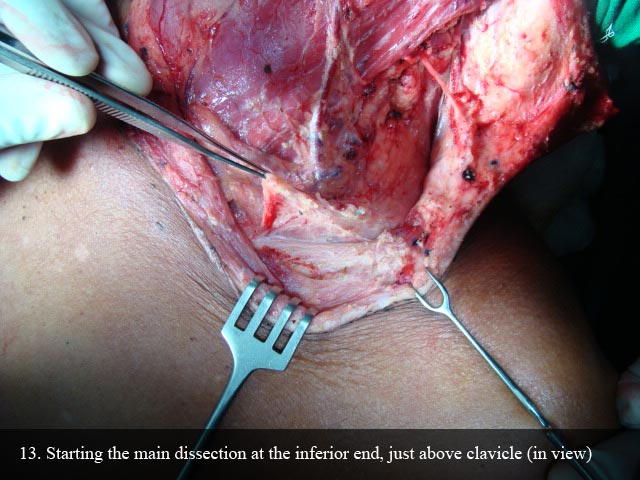 13. Starting the main dissection at the inferior end, just above clavicle (in view)